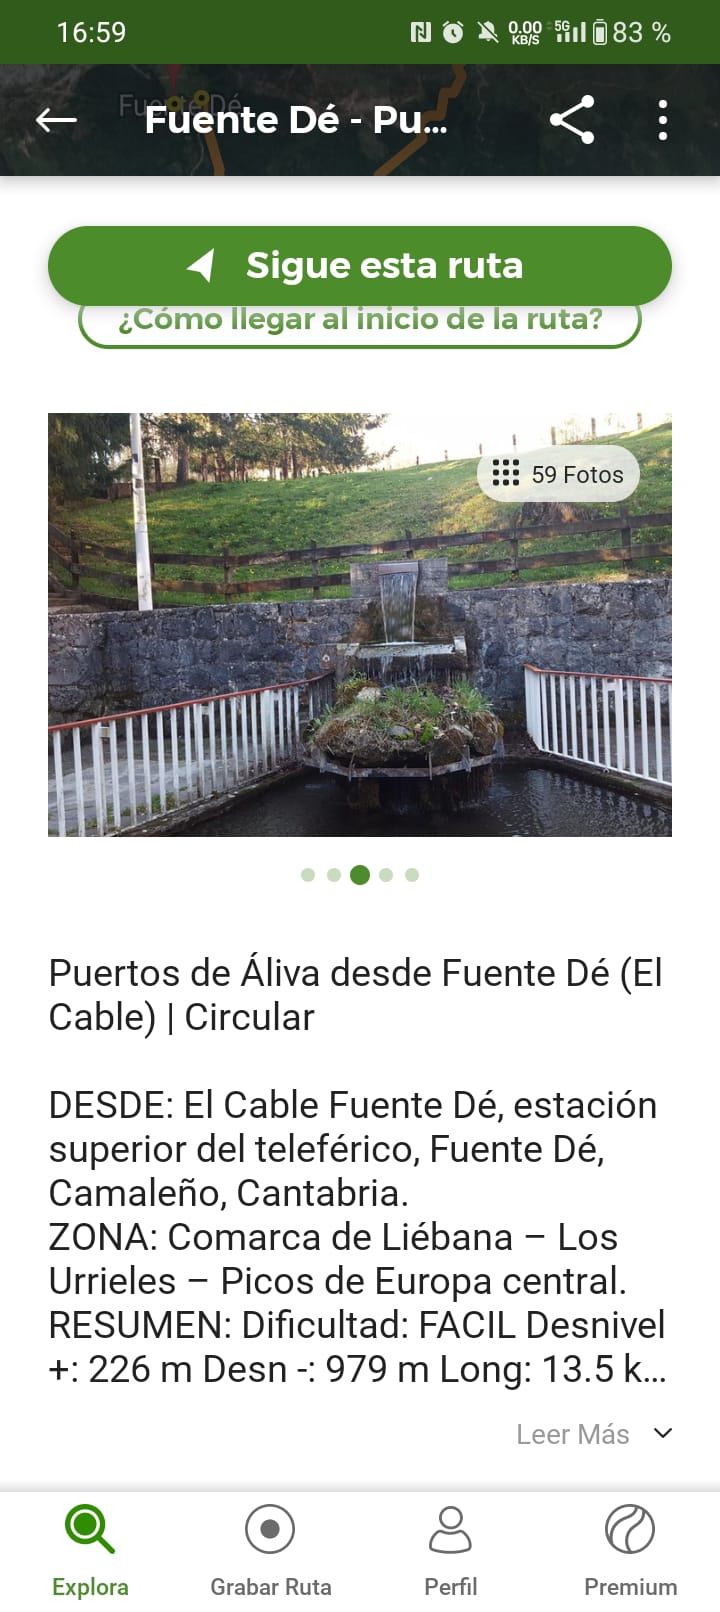 16:59
0.00 KB/S 5G 83 %
Fuente Dé
Fuente Dé - Pu...
Sigue esta ruta
¿Cómo llegar al inicio de la ruta?
59 Fotos
Puertos de Áliva desde Fuente Dé (El
Cable) | Circular
DESDE: El Cable Fuente Dé, estación
superior del teleférico, Fuente Dé,
Camaleño, Cantabria.
ZONA: Comarca de Liébana – Los
Urrieles – Picos de Europa central.
RESUMEN: Dificultad: FACIL Desnivel
+: 226 m Desn -: 979 m Long: 13.5 k...
Leer Más
Explora
Grabar Ruta
Perfil
Premium